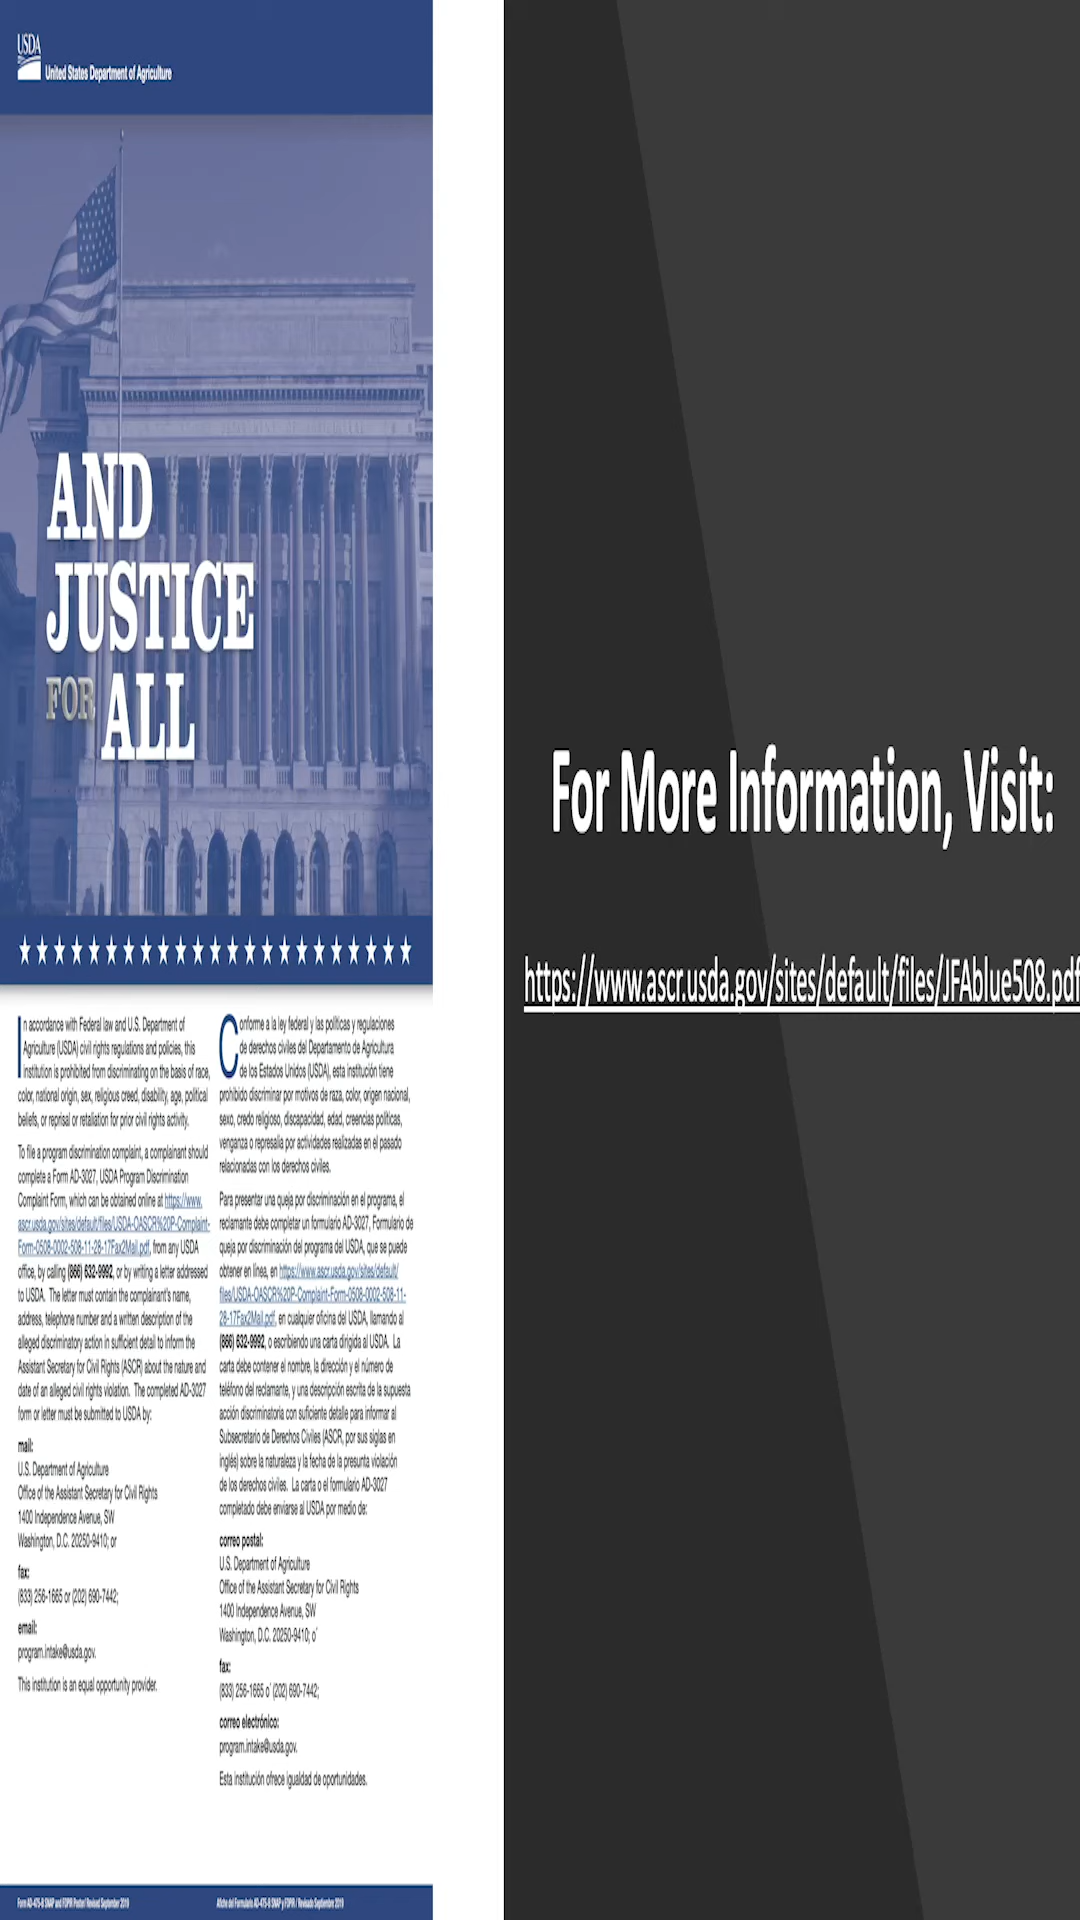 USDA
United States Department of Agriculture
AND
JUSTICE
FOR ALL
In accordance with Federal law and U.S. Department of
Agriculture (USDA) civil rights regulations and policies, this
institution is prohibited from discriminating on the basis of race,
color, national origin, sex, religious creed, disability, age, political
beliefs, or reprisal or retaliation for prior civil rights activity.
To file a program discrimination complaint, a complainant should
complete a Form AD-3027, USDA Program Discrimination
Complaint Form, which can be obtained online at https://www.
ascr.usda.gov/sites/default/files/USDA-OASCR%20P-Complaint-
Form-0508-0002-508-11-28-17Fax2Mail.pdf, from any USDA
office, by calling (866) 632-9992, or by writing a letter addressed
to USDA. The letter must contain the complainant's name,
address, telephone number and a written description of the
alleged discriminatory action in sufficient detail to inform the
Assistant Secretary for Civil Rights (ASCR) about the nature and
date of an alleged civil rights violation. The completed AD-3027
form or letter must be submitted to USDA by:
mail:
U.S. Department of Agriculture
Office of the Assistant Secretary for Civil Rights
1400 Independence Avenue, SW
Washington, D.C. 20250-9410; or
fax:
(833) 256-1665 or (202) 690-7442;
email:
program.intake@usda.gov.
This institution is an equal opportunity provider.
Conforme a la ley federal y las políticas y regulaciones
de derechos civiles del Departamento de Agricultura
de los Estados Unidos (USDA), esta institución tiene
prohibido discriminar por motivos de raza, color, origen nacional,
sexo, credo religioso, discapacidad, edad, creencias políticas,
venganza o represalia por actividades realizadas en el pasado
relacionadas con los derechos civiles.
Para presentar una queja por discriminación en el programa, el
reclamante debe completar un formulario AD-3027, Formulario de
queja por discriminación del programa del USDA, que se puede
obtener en línea, en https://www.ascr.usda.gov/sites/default/
files/USDA-OASCR%20P-Complaint-Form-0508-0002-508-11-
28-17Fax2Mail.pdf, en cualquier oficina del USDA, llamando al
(866) 632-9992, o escribiendo una carta dirigida al USDA. La
carta debe contener el nombre, la dirección y el número de
teléfono del reclamante, y una descripción escrita de la supuesta
acción discriminatoria con suficiente detalle para informar al
Subsecretario de Derechos Civiles (ASCR, por sus siglas en
inglés) sobre la naturaleza y la fecha de la presunta violación
de los derechos civiles. La carta o el formulario AD-3027
completado debe enviarse al USDA por medio de:
correo postal:
U.S. Department of Agriculture
Office of the Assistant Secretary for Civil Rights
1400 Independence Avenue, SW
Washington, D.C. 20250-9410; o'
fax:
(833) 256-1665 o' (202) 690-7442;
correo electrónico:
program.intake@usda.gov.
Esta institución ofrece igualdad de oportunidades.
Form AD-475-B SNAP and FDPIR Poster/ Revised September 2019
Afiche del Formulario AD-475-B SNAP y FDPIR / Revisado Septiembre 2019
For More Information, Visit:
https://www.ascr.usda.gov/sites/default/files/JFAblue508.pdf